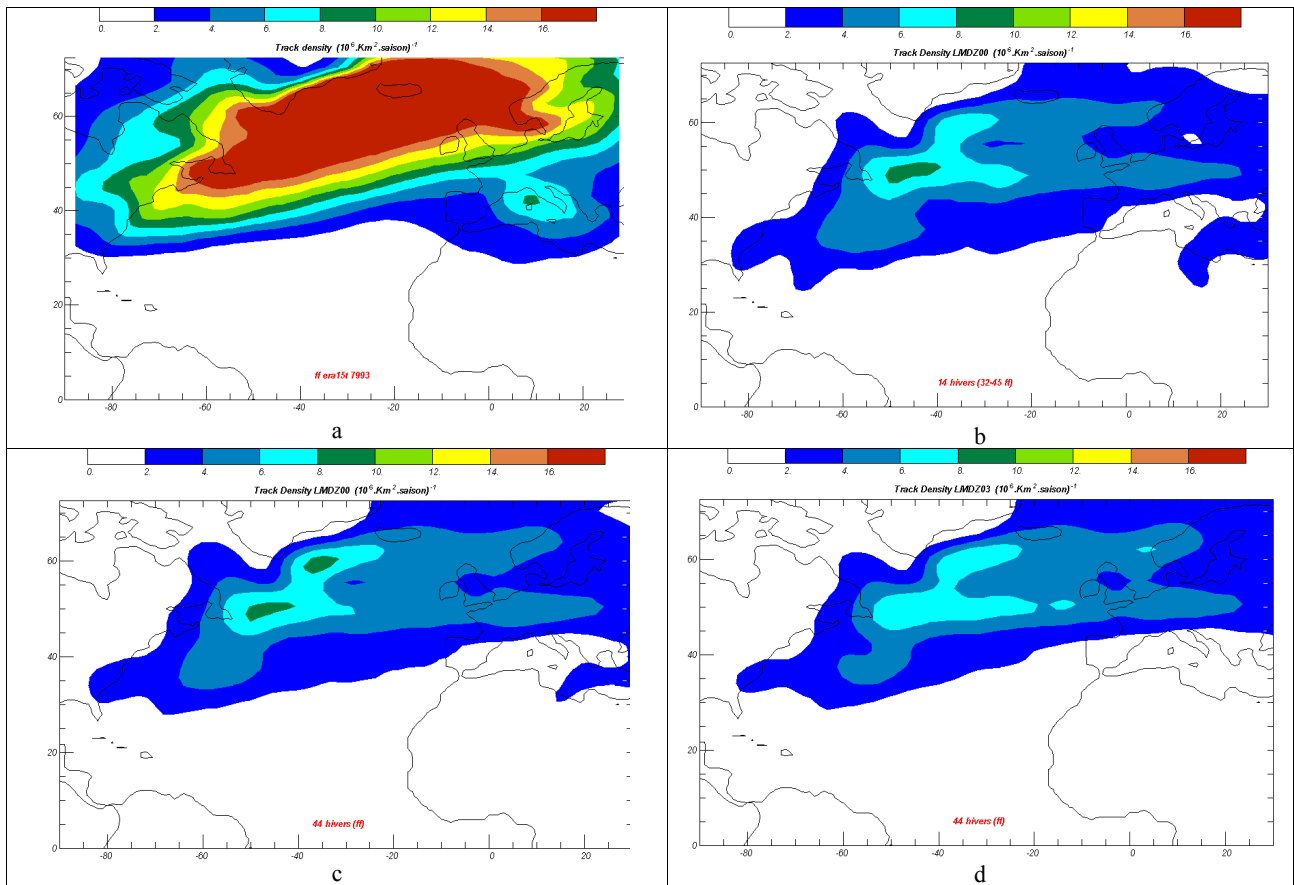 0. 2. 4. 6. 8. 10. 12. 14. 16.
Track density (10⁶.Km².saison)⁻¹
60
40
20
0
-80 -60 -40 -20 0 20
ff era15t 7993
a
0. 2. 4. 6. 8. 10. 12. 14. 16.
Track Density LMDZ00 (10⁶.Km².saison)⁻¹
60
40
20
0
-80 -60 -40 -20 0 20
14 hivers (32-45 ff)
b
0. 2. 4. 6. 8. 10. 12. 14. 16.
Track Density LMDZ00 (10⁶.Km².saison)⁻¹
60
40
20
0
-80 -60 -40 -20 0 20
44 hivers (ff)
c
0. 2. 4. 6. 8. 10. 12. 14. 16.
Track Density LMDZ03 (10⁶.Km².saison)⁻¹
60
40
20
0
-80 -60 -40 -20 0 20
44 hivers (ff)
d